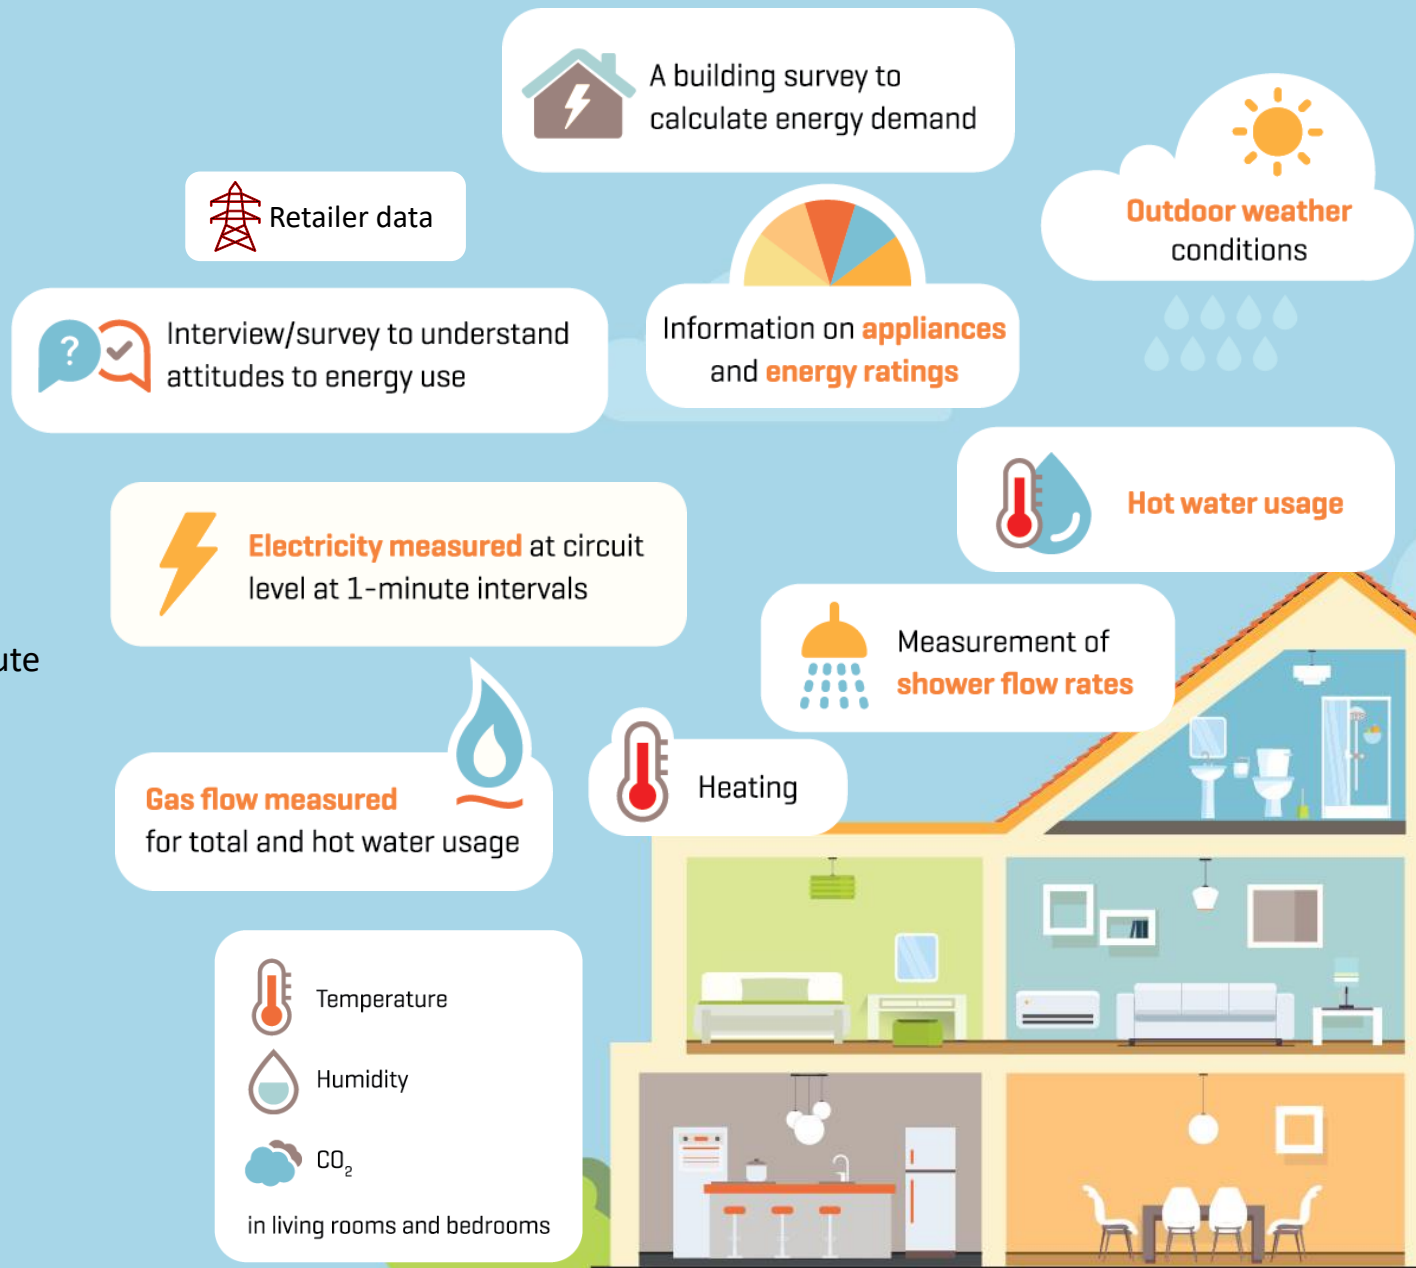 A building survey to
calculate energy demand
Retailer data
Outdoor weather
conditions
Interview/survey to understand
attitudes to energy use
Information on appliances
and energy ratings
Hot water usage
Electricity measured at circuit
level at 1-minute intervals
ute
Measurement of
shower flow rates
Gas flow measured
for total and hot water usage
Heating
Temperature
Humidity
CO₂
in living rooms and bedrooms